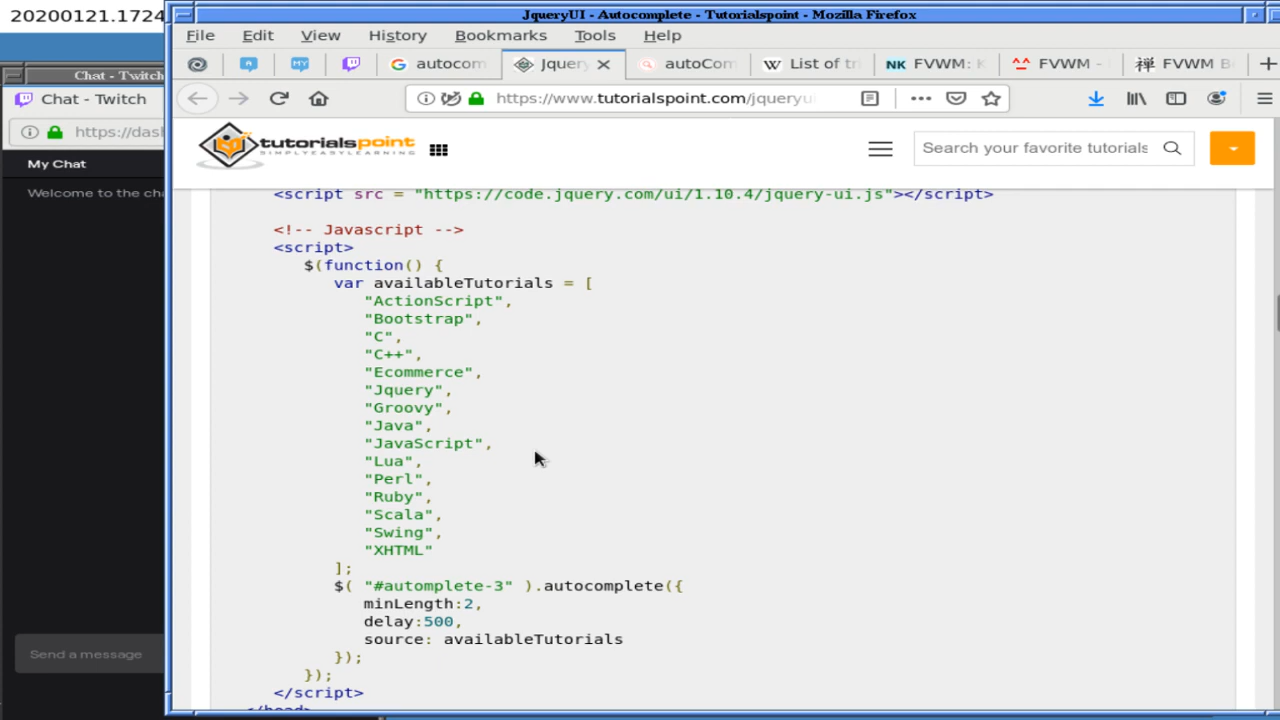 20200121.1724
JqueryUI - Autocomplete - Tutorialspoint - Mozilla Firefox
Chat - Twitch
File Edit View History Bookmarks Tools Help
Chat - Twitch
autocom Jquery autoCom List of tr NK FVWM: K FVWM - 禅 FVWM B
https://dash
https://www.tutorialspoint.com/jqueryu
My Chat
tutorialspoint
SIMPLYEASYLEARNING
Search your favorite tutorials
Welcome to the cha
<script src = "https://code.jquery.com/ui/1.10.4/jquery-ui.js"></script>
<!-- Javascript -->
<script>
$(function() {
var availableTutorials = [
"ActionScript",
"Bootstrap",
"C",
"C++",
"Ecommerce",
"Jquery",
"Groovy",
"Java",
"JavaScript",
"Lua",
"Perl",
"Ruby",
"Scala",
"Swing",
"XHTML"
];
$( "#automplete-3" ).autocomplete({
minLength:2,
delay:500,
source: availableTutorials
});
});
</script>
</head>
Send a message